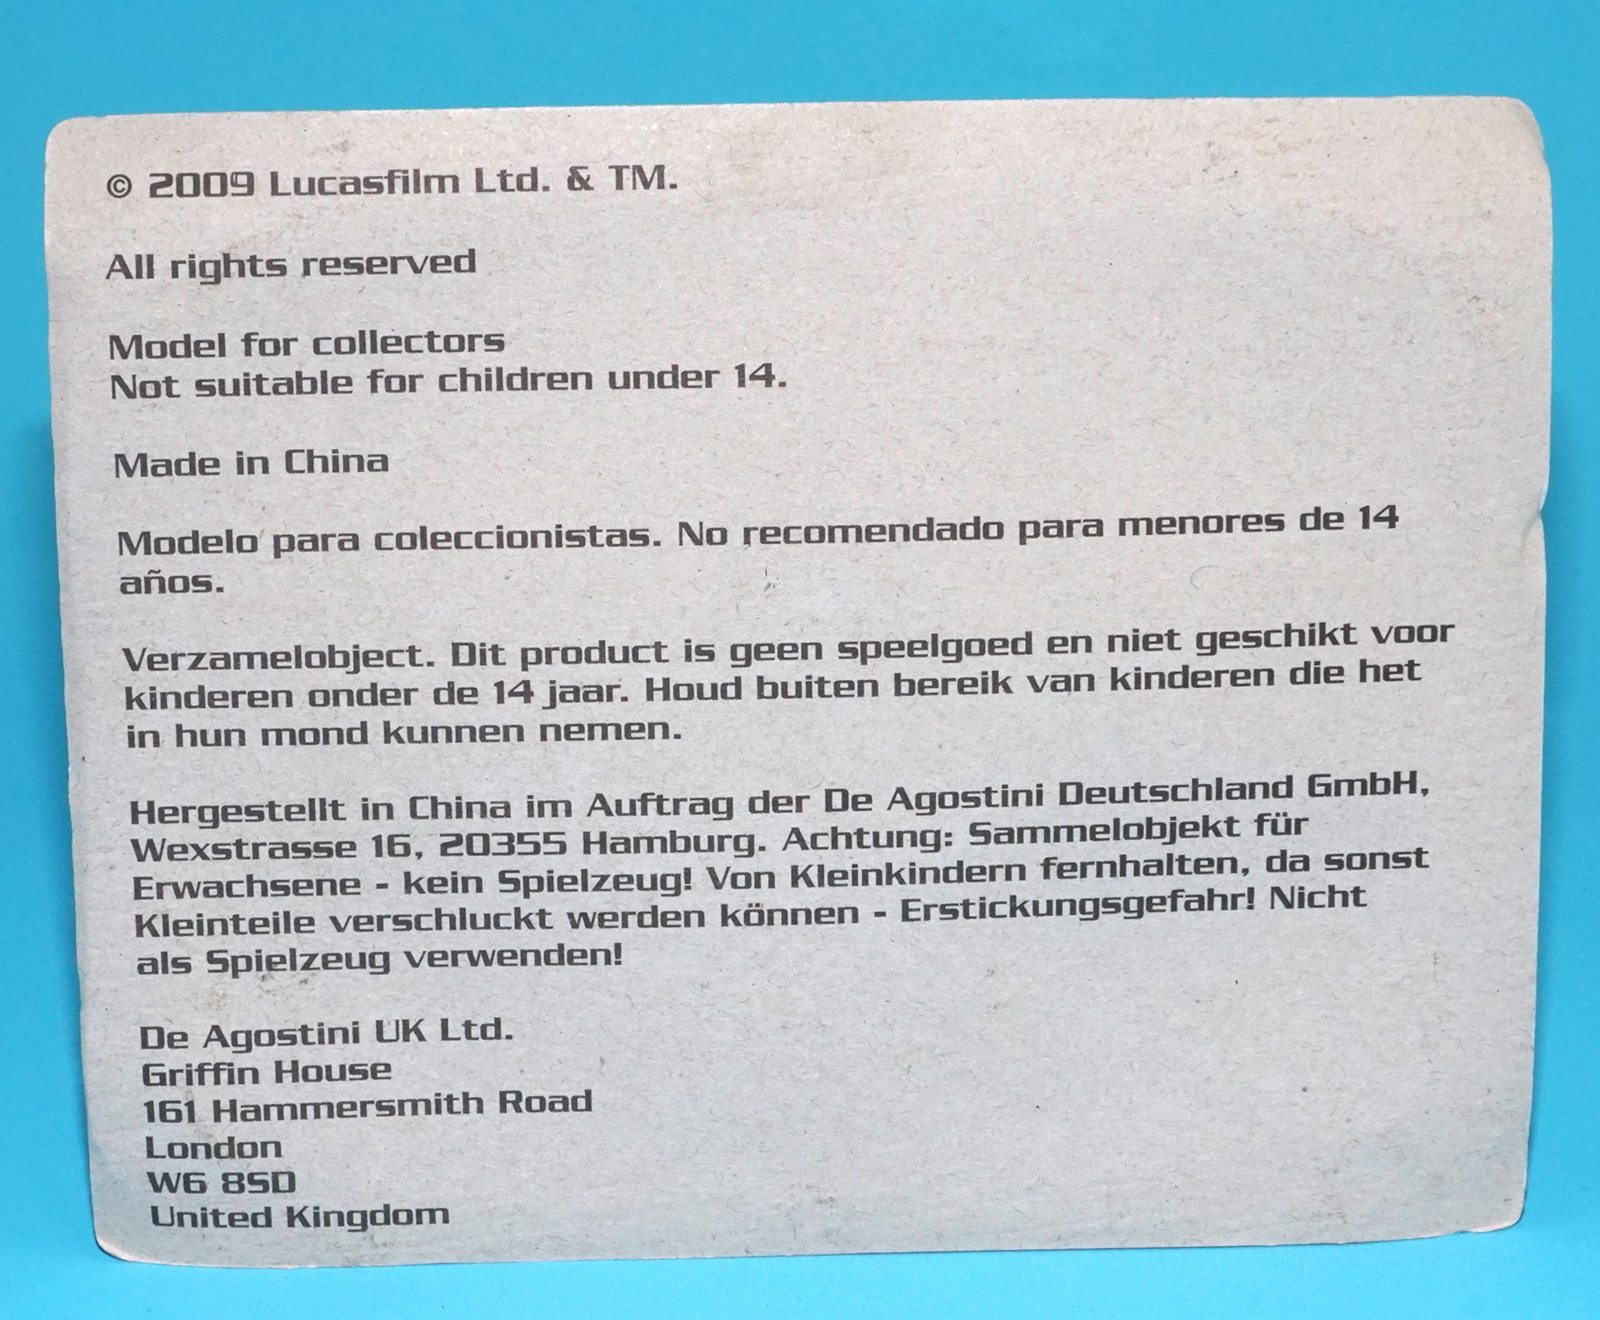 © 2009 Lucasfilm Ltd. & TM.
All rights reserved
Model for collectors
Not suitable for children under 14.
Made in China
Modelo para coleccionistas. No recomendado para menores de 14
años.
Verzamelobject. Dit product is geen speelgoed en niet geschikt voor
kinderen onder de 14 jaar. Houd buiten bereik van kinderen die het
in hun mond kunnen nemen.
Hergestellt in China im Auftrag der De Agostini Deutschland GmbH,
Wexstrasse 16, 20355 Hamburg. Achtung: Sammelobjekt für
Erwachsene - kein Spielzeug! Von Kleinkindern fernhalten, da sonst
Kleinteile verschluckt werden können - Erstickungsgefahr! Nicht
als Spielzeug verwenden!
De Agostini UK Ltd.
Griffin House
161 Hammersmith Road
London
W6 8SD
United Kingdom